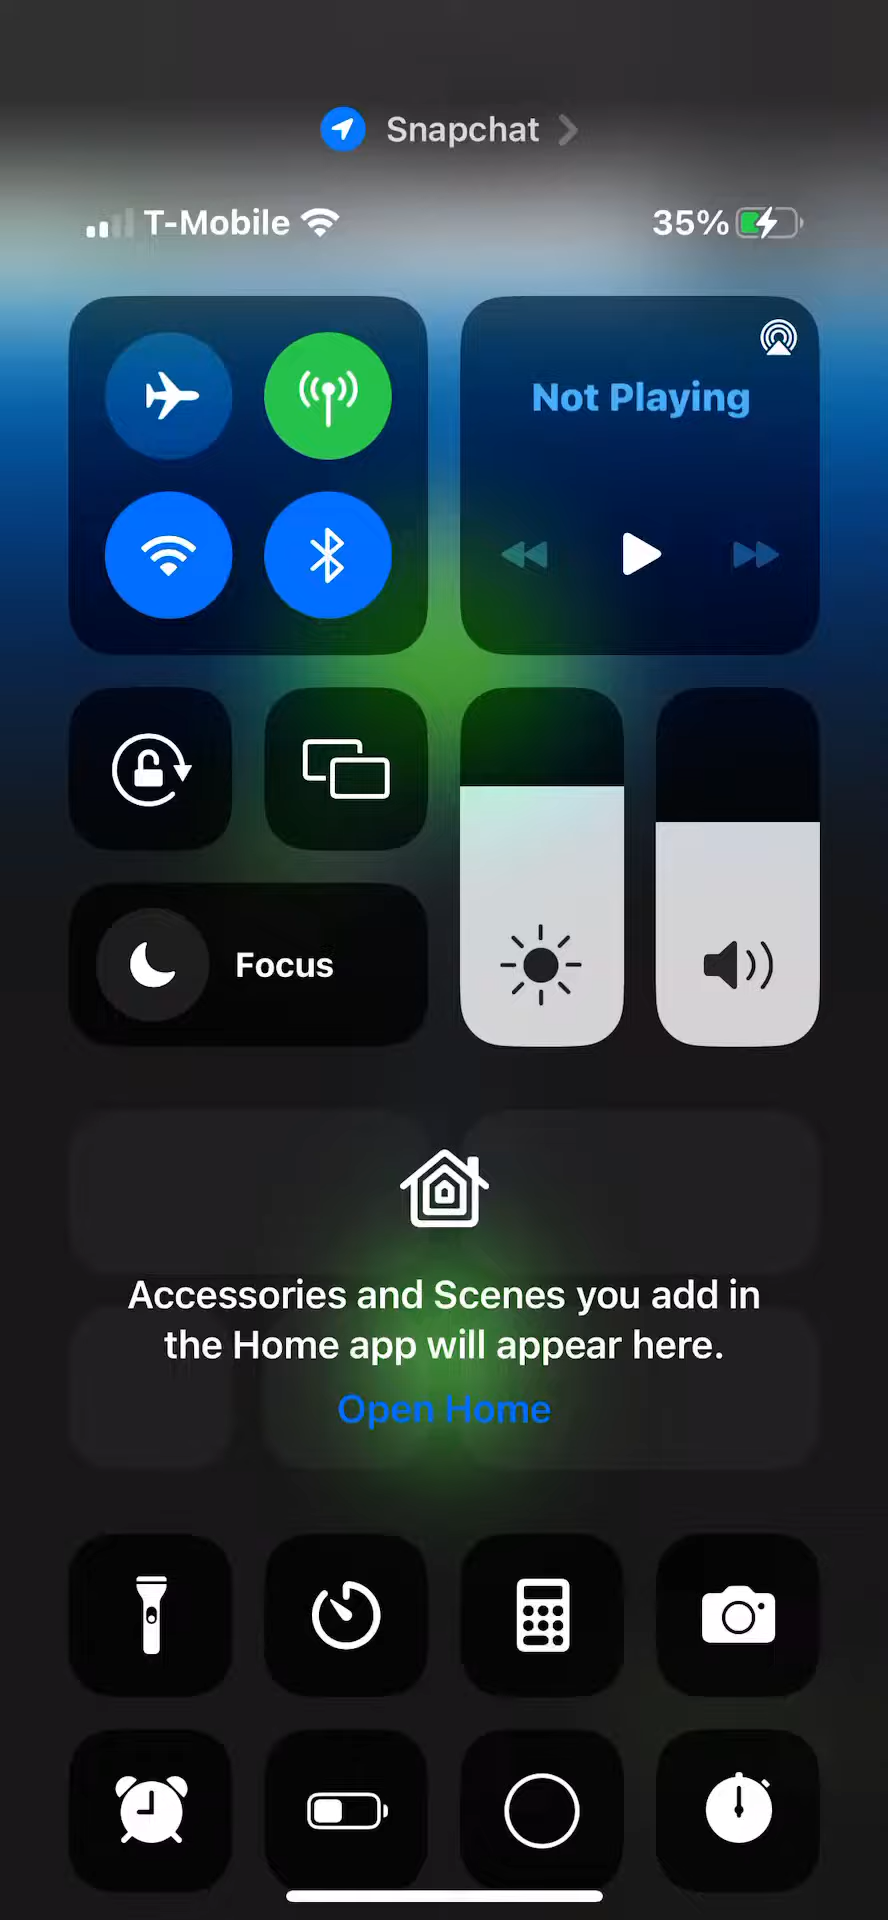 Snapchat
T-Mobile 35%
Not Playing
Focus
Accessories and Scenes you add in
the Home app will appear here.
Open Home